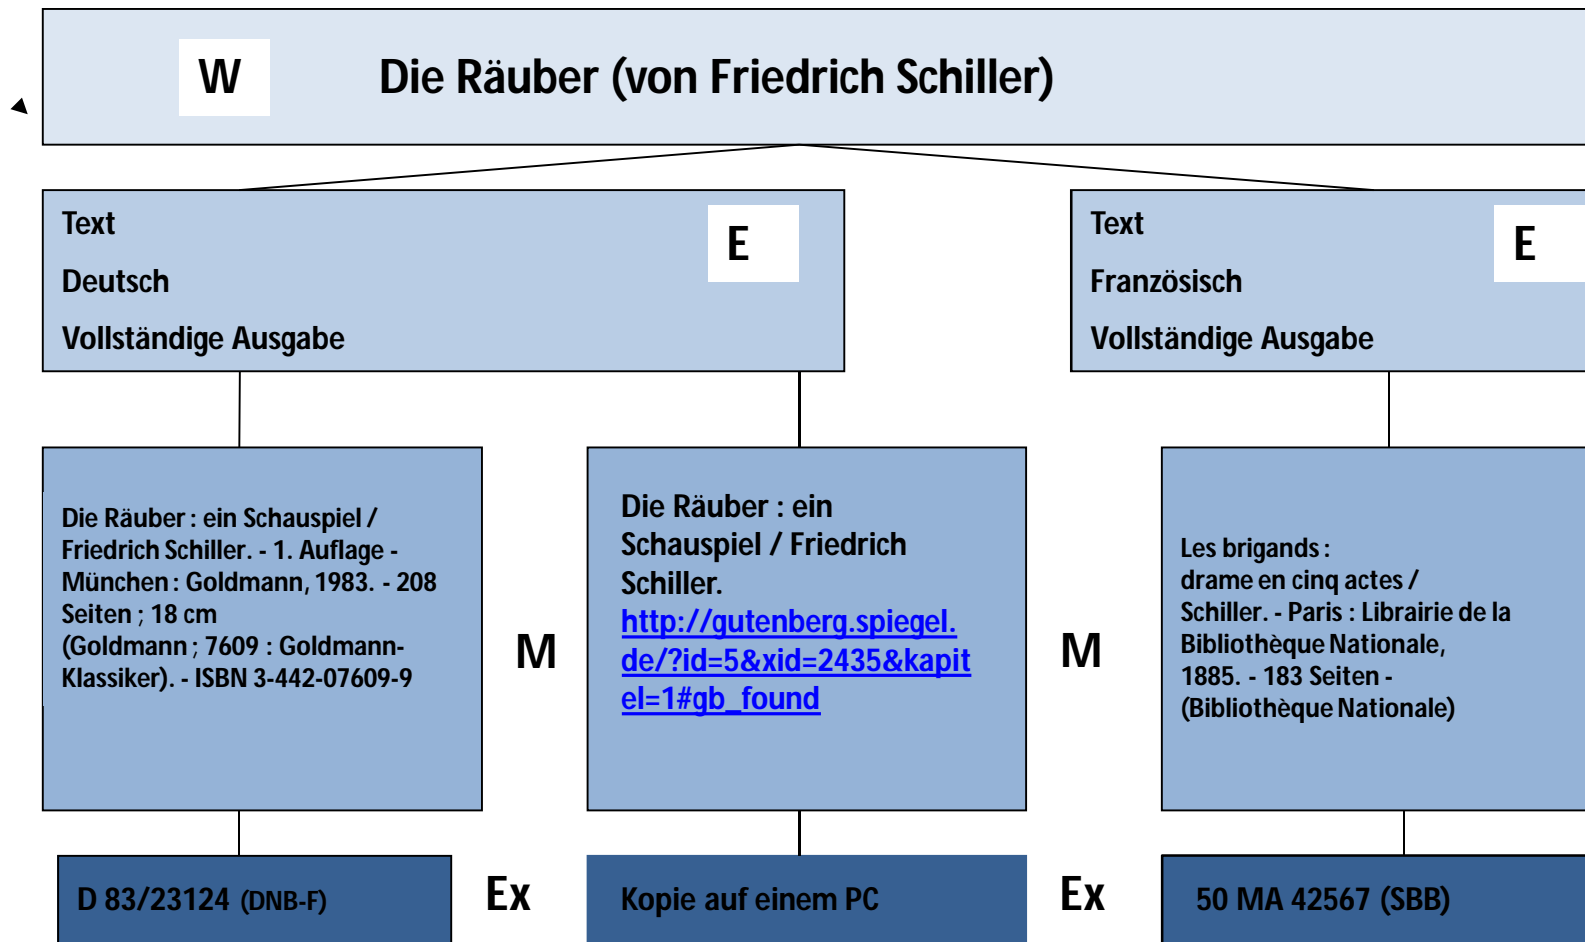 W
Die Räuber (von Friedrich Schiller)
Text
Deutsch
Vollständige Ausgabe
E
Text
Französisch
Vollständige Ausgabe
E
Die Räuber : ein Schauspiel /
Friedrich Schiller. - 1. Auflage -
München : Goldmann, 1983. - 208
Seiten ; 18 cm
(Goldmann ; 7609 : Goldmann-
Klassiker). - ISBN 3-442-07609-9
M
Die Räuber : ein
Schauspiel / Friedrich
Schiller.
http://gutenberg.spiegel.
de/?id=5&xid=2435&kapit
el=1#gb_found
M
Les brigands :
drame en cinq actes /
Schiller. - Paris : Librairie de la
Bibliothèque Nationale,
1885. - 183 Seiten -
(Bibliothèque Nationale)
D 83/23124 (DNB-F)
Ex
Kopie auf einem PC
Ex
50 MA 42567 (SBB)